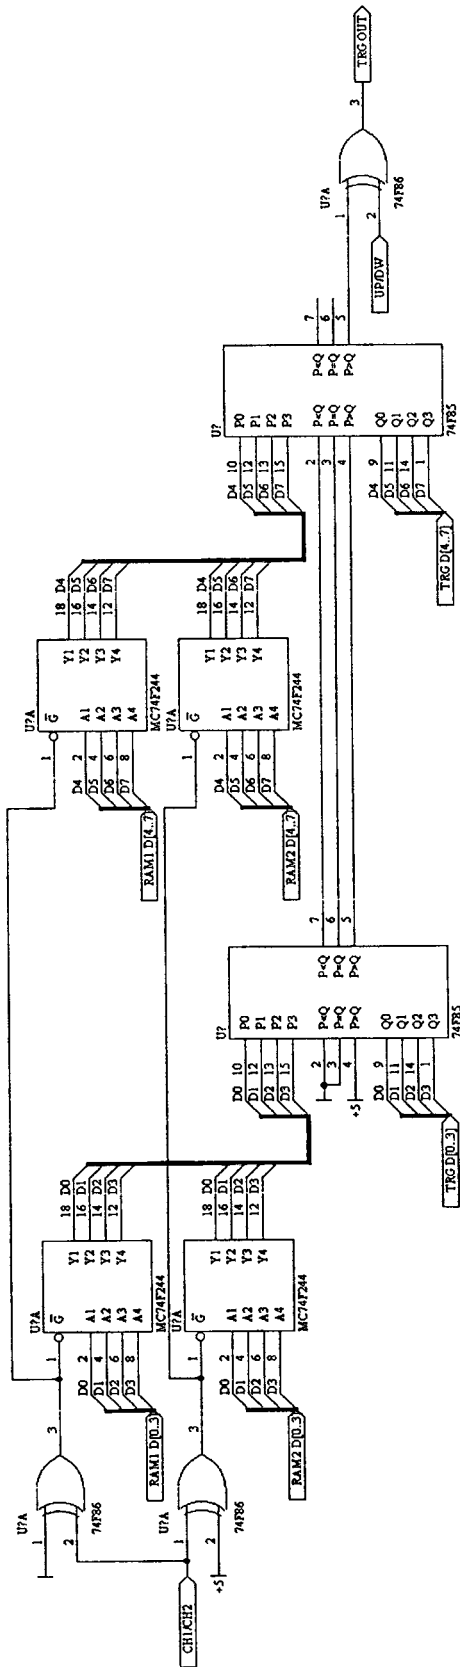 U?A
1
2
3
74F86
CH1/CH2
U?A
1
2
3
74F86
+5
U?A
1
G
D0 2 A1
D1 4 A2
D2 6 A3
D3 8 A4
Y1 18 D0
Y2 16 D1
Y3 14 D2
Y4 12 D3
MC74F244
RAM1 D[0..3]
U?A
1
G
D0 2 A1
D1 4 A2
D2 6 A3
D3 8 A4
Y1 18 D0
Y2 16 D1
Y3 14 D2
Y4 12 D3
MC74F244
RAM2 D[0..3]
U?
D0 10 P0
D1 12 P1
D2 13 P2
D3 15 P3
2 P<Q
3 P=Q
4 P>Q
+5
P<Q 7
P=Q 6
P>Q 5
D0 9 Q0
D1 11 Q1
D2 14 Q2
D3 1 Q3
74F85
TRG D[0..3]
U?A
1
G
D4 2 A1
D5 4 A2
D6 6 A3
D7 8 A4
Y1 18 D4
Y2 16 D5
Y3 14 D6
Y4 12 D7
MC74F244
RAM1 D[4..7]
U?A
1
G
D4 2 A1
D5 4 A2
D6 6 A3
D7 8 A4
Y1 18 D4
Y2 16 D5
Y3 14 D6
Y4 12 D7
MC74F244
RAM2 D[4..7]
U?
D4 10 P0
D5 12 P1
D6 13 P2
D7 15 P3
2 P<Q
3 P=Q
4 P>Q
P<Q 7
P=Q 6
P>Q 5
D4 9 Q0
D5 11 Q1
D6 14 Q2
D7 1 Q3
74F85
TRG D[4..7]
U?A
1
2
3
74F86
UP/DW
TRG OUT